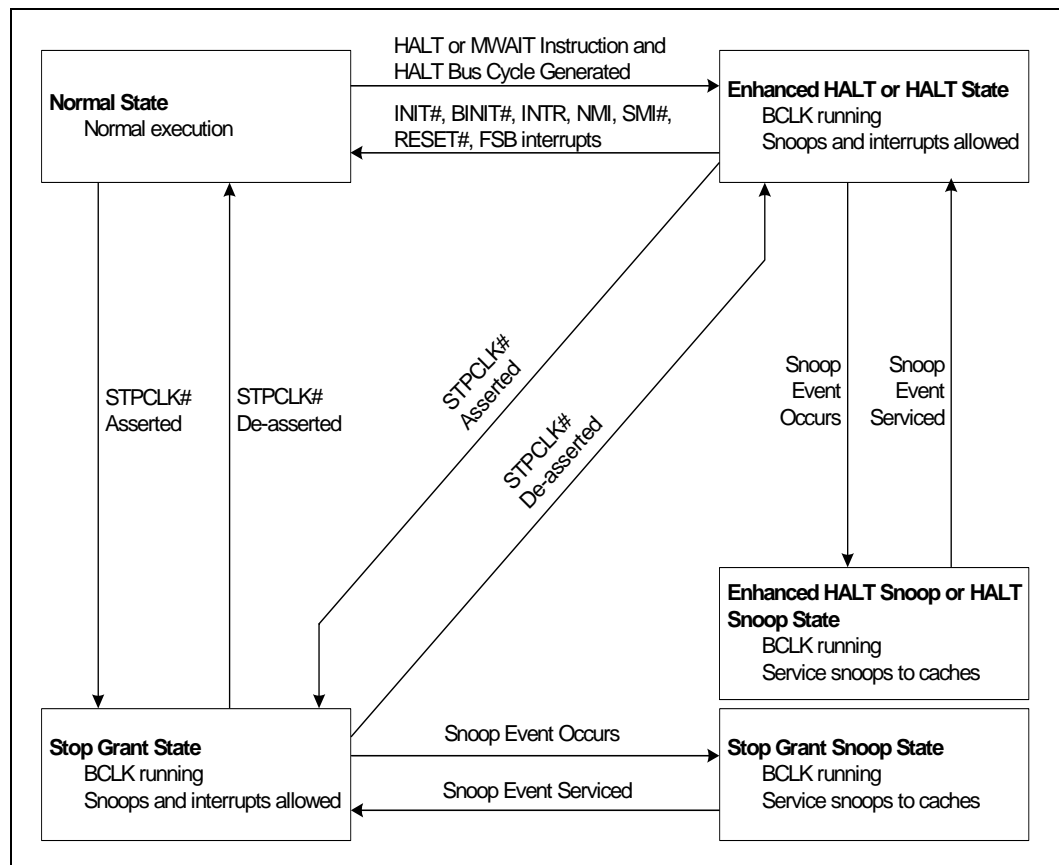 HALT or MWAIT Instruction and
HALT Bus Cycle Generated
Normal State
Normal execution
INIT#, BINIT#, INTR, NMI, SMI#,
RESET#, FSB interrupts
Enhanced HALT or HALT State
BCLK running
Snoops and interrupts allowed
STPCLK#
Asserted
STPCLK#
De-asserted
STPCLK#
Asserted
STPCLK#
De-asserted
Snoop
Event
Occurs
Snoop
Event
Serviced
Enhanced HALT Snoop or HALT
Snoop State
BCLK running
Service snoops to caches
Stop Grant State
BCLK running
Snoops and interrupts allowed
Snoop Event Occurs
Snoop Event Serviced
Stop Grant Snoop State
BCLK running
Service snoops to caches